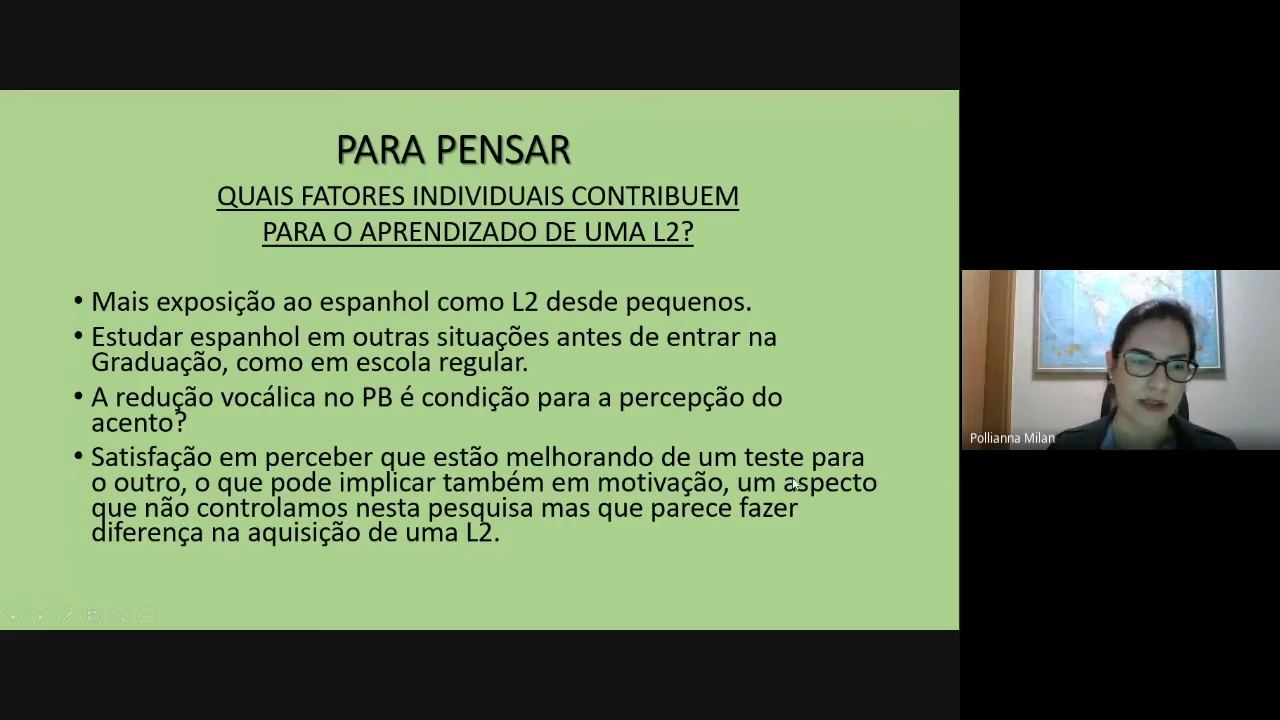 PARA PENSAR
QUAIS FATORES INDIVIDUAIS CONTRIBUEM
PARA O APRENDIZADO DE UMA L2?
• Mais exposição ao espanhol como L2 desde pequenos.
• Estudar espanhol em outras situações antes de entrar na
Graduação, como em escola regular.
• A redução vocálica no PB é condição para a percepção do
acento?
• Satisfação em perceber que estão melhorando de um teste para
o outro, o que pode implicar também em motivação, um aspecto
que não controlamos nesta pesquisa mas que parece fazer
diferença na aquisição de uma L2.
Pollianna Milan